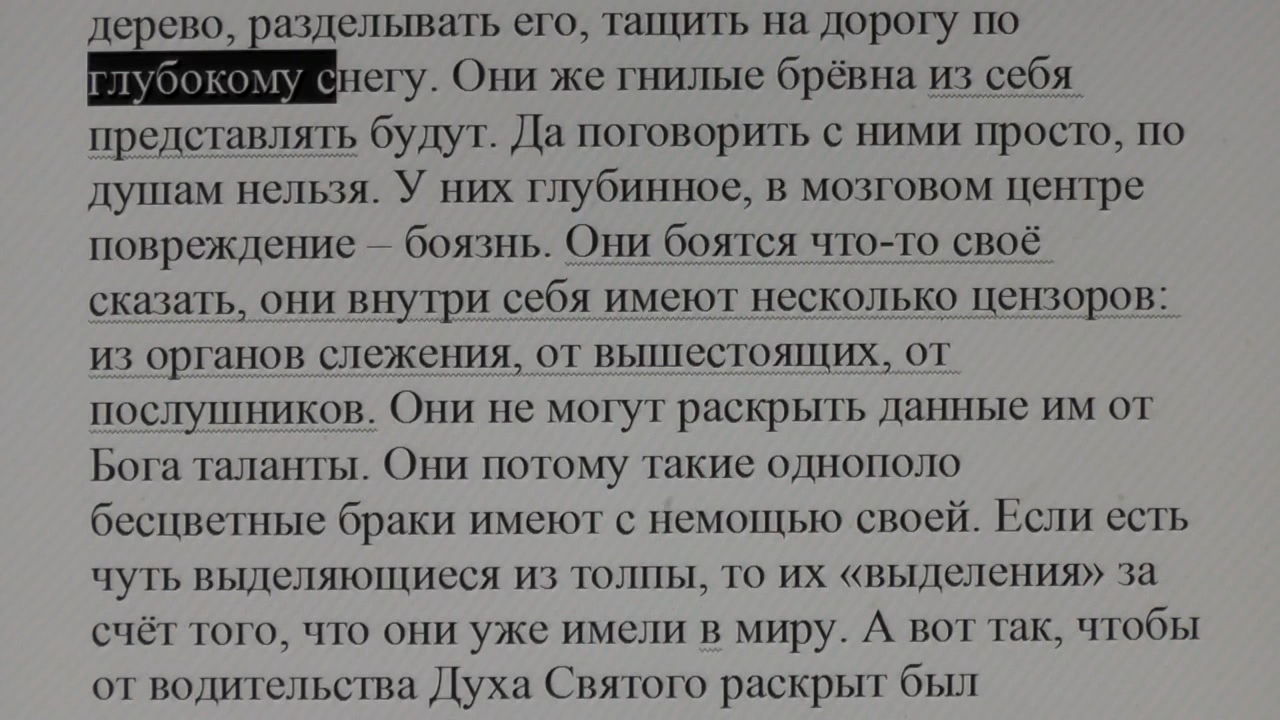 дерево, разделывать его, тащить на дорогу по
глубокому снегу. Они же гнилые брёвна из себя
представлять будут. Да поговорить с ними просто, по
душам нельзя. У них глубинное, в мозговом центре
повреждение – боязнь. Они боятся что-то своё
сказать, они внутри себя имеют несколько цензоров:
из органов слежения, от вышестоящих, от
послушников. Они не могут раскрыть данные им от
Бога таланты. Они потому такие однополо
бесцветные браки имеют с немощью своей. Если есть
чуть выделяющиеся из толпы, то их «выделения» за
счёт того, что они уже имели в миру. А вот так, чтобы
от водительства Духа Святого раскрыт был